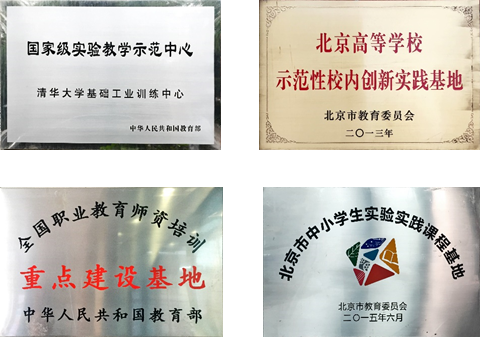 国家级实验教学示范中心
清华大学基础工业训练中心
中华人民共和国教育部
北京高等学校
示范性校内创新实践基地
北京市教育委员会
二〇一三年
全国职业教育师资培训
重点建设基地
中华人民共和国教育部
北京市中小学生实验实践课程基地
北京市教育委员会
二〇一五年六月